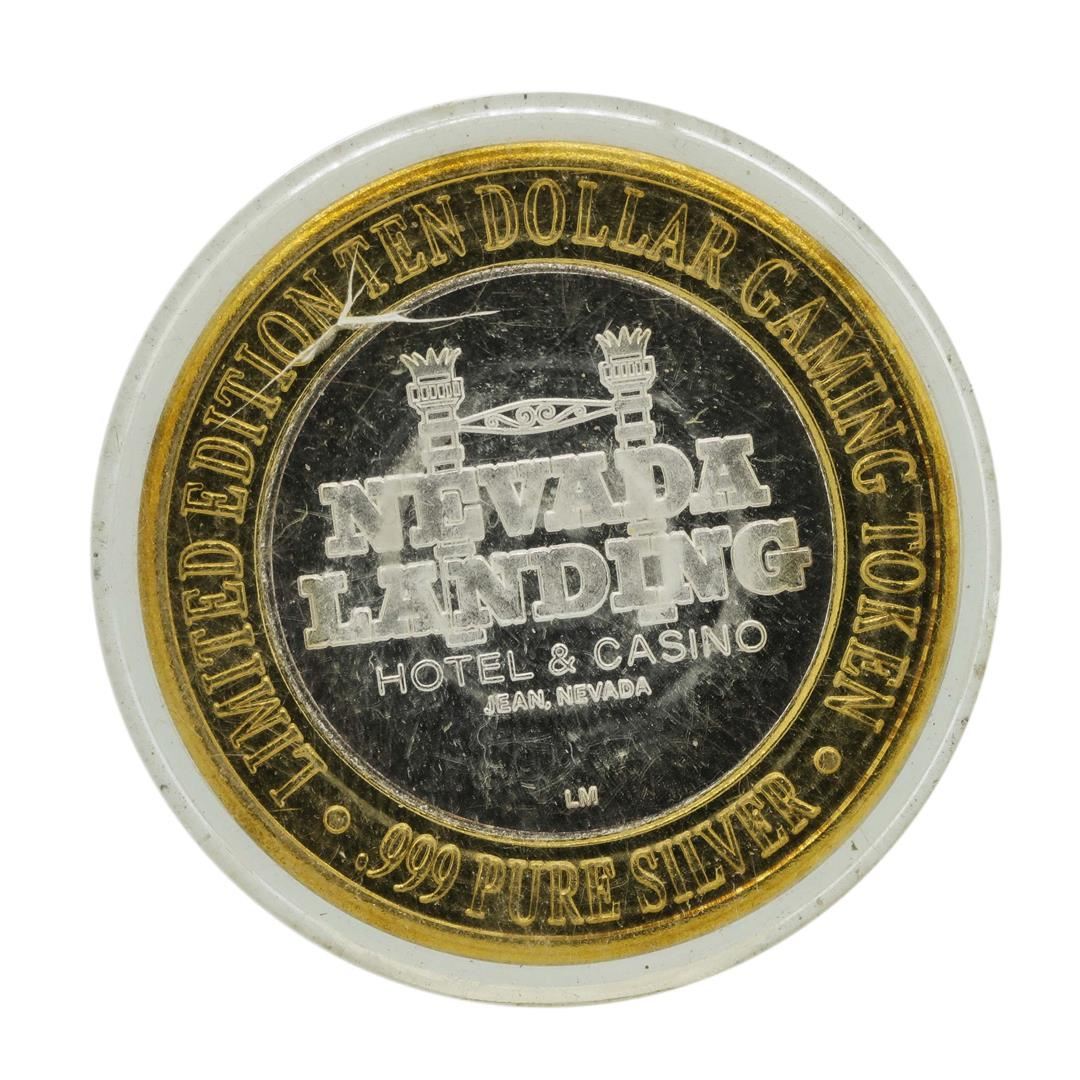 LIMITED EDITION TEN DOLLAR GAMING TOKEN
NEVADA
LANDING
HOTEL & CASINO
JEAN, NEVADA
LM
.999 PURE SILVER